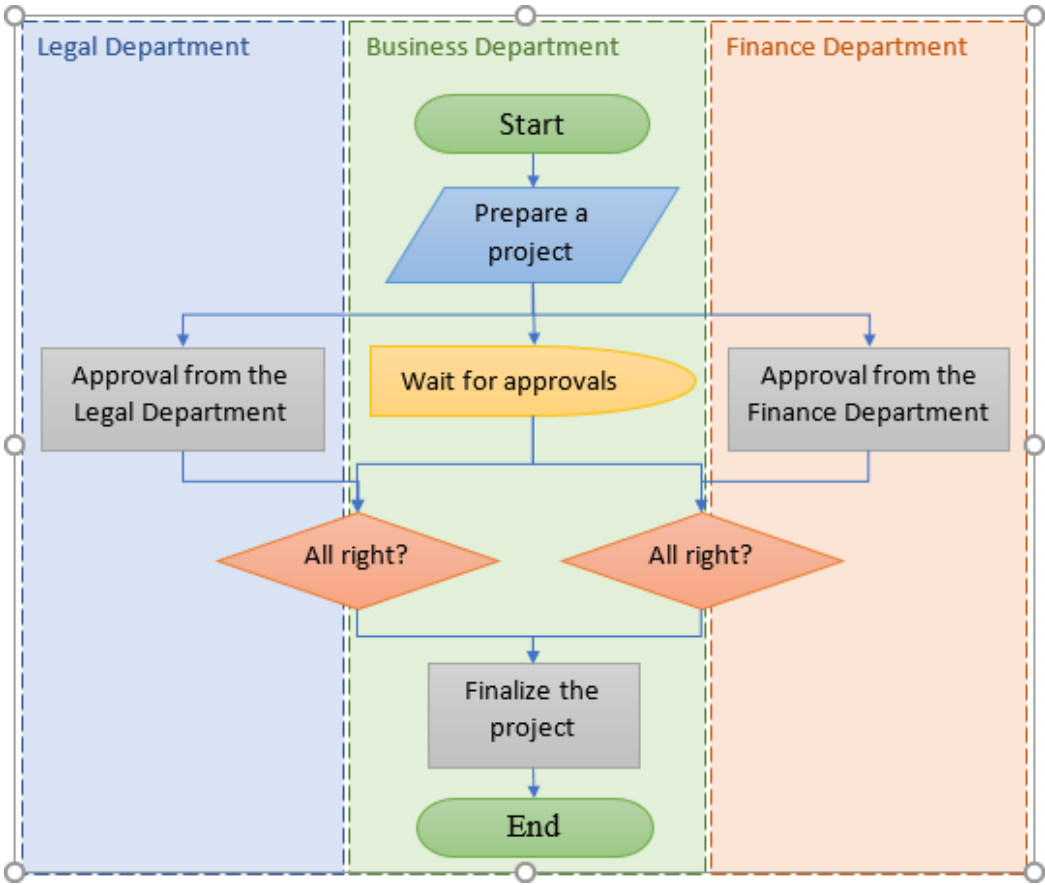 Legal Department
Business Department
Finance Department
Start
Prepare a
project
Approval from the
Legal Department
Wait for approvals
Approval from the
Finance Department
All right?
All right?
Finalize the
project
End